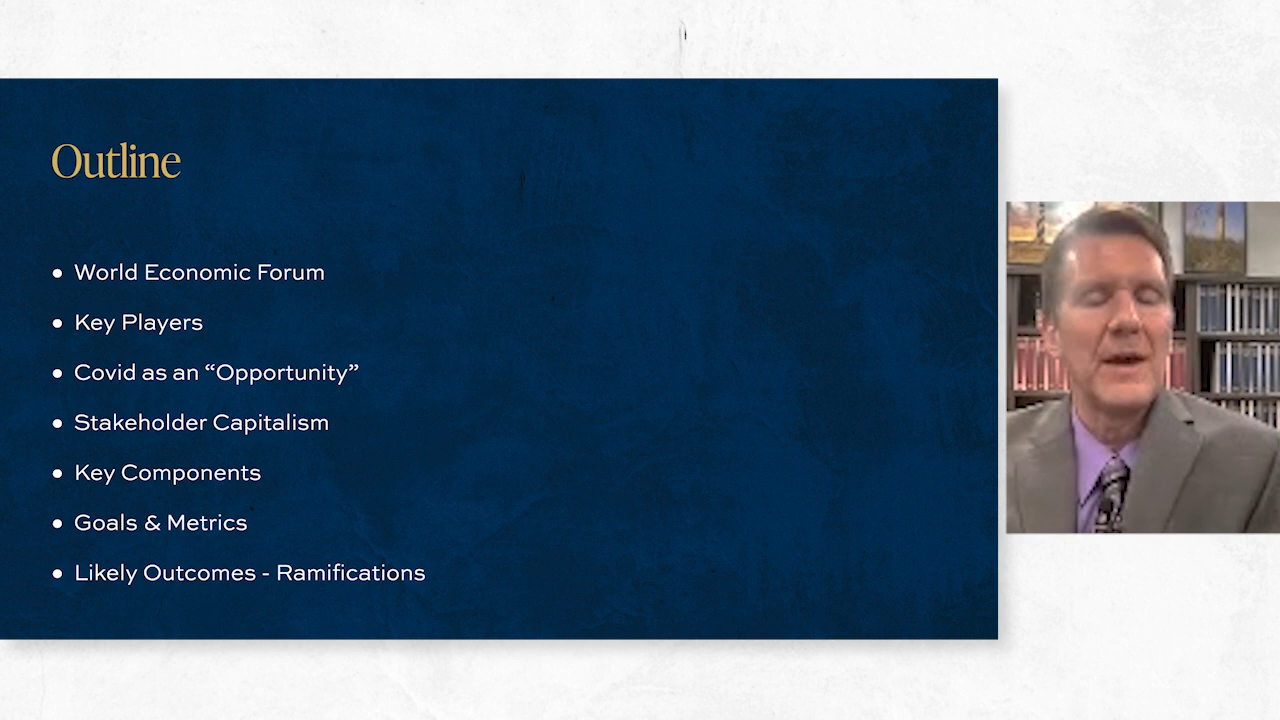 Outline
• World Economic Forum
• Key Players
• Covid as an “Opportunity”
• Stakeholder Capitalism
• Key Components
• Goals & Metrics
• Likely Outcomes - Ramifications